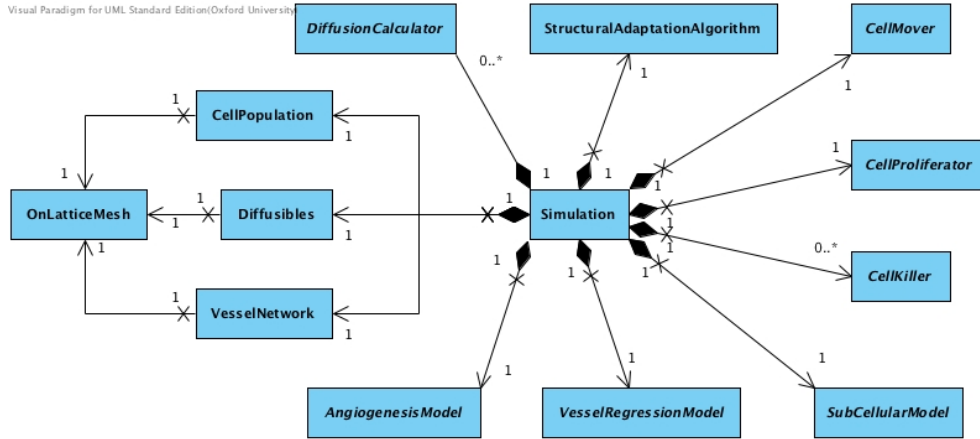 Visual Paradigm for UML Standard Edition(Oxford University
DiffusionCalculator
StructuralAdaptationAlgorithm
CellMover
0..*
1
1
1
CellPopulation
1
1
1
1
1
CellProliferator
1
1
1
OnLatticeMesh
Diffusibles
Simulation
1
1
1
1
1
1
1
0..*
1
1
1
1
CellKiller
1
VesselNetwork
1
1
1
1
AngiogenesisModel
VesselRegressionModel
SubCellularModel